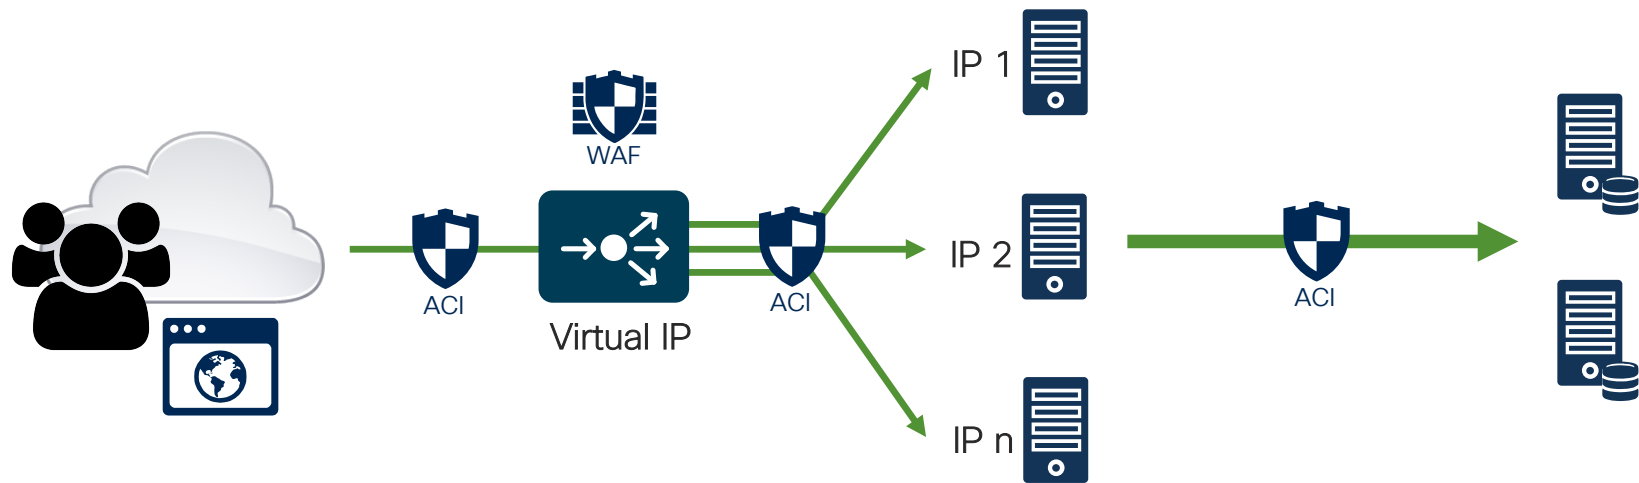 WAF
ACI
Virtual IP
ACI
IP 1
IP 2
IP n
ACI